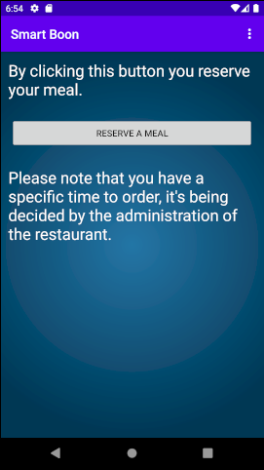 6:54
Smart Boon
By clicking this button you reserve
your meal.
RESERVE A MEAL
Please note that you have a
specific time to order, it's being
decided by the administration of
the restaurant.